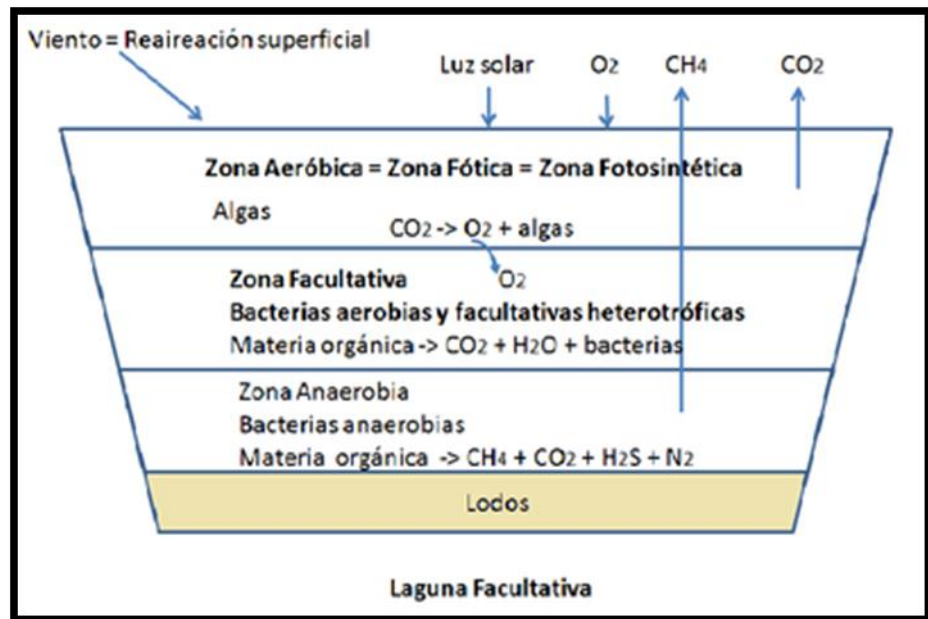 Viento = Reaireación superficial
Luz solar O2 CH4 CO2
Zona Aeróbica = Zona Fótica = Zona Fotosintética
Algas
CO2 -> O2 + algas
Zona Facultativa O2
Bacterias aerobias y facultativas heterotróficas
Materia orgánica -> CO2 + H2O + bacterias
Zona Anaerobia
Bacterias anaerobias
Materia orgánica -> CH4 + CO2 + H2S + N2
Lodos
Laguna Facultativa